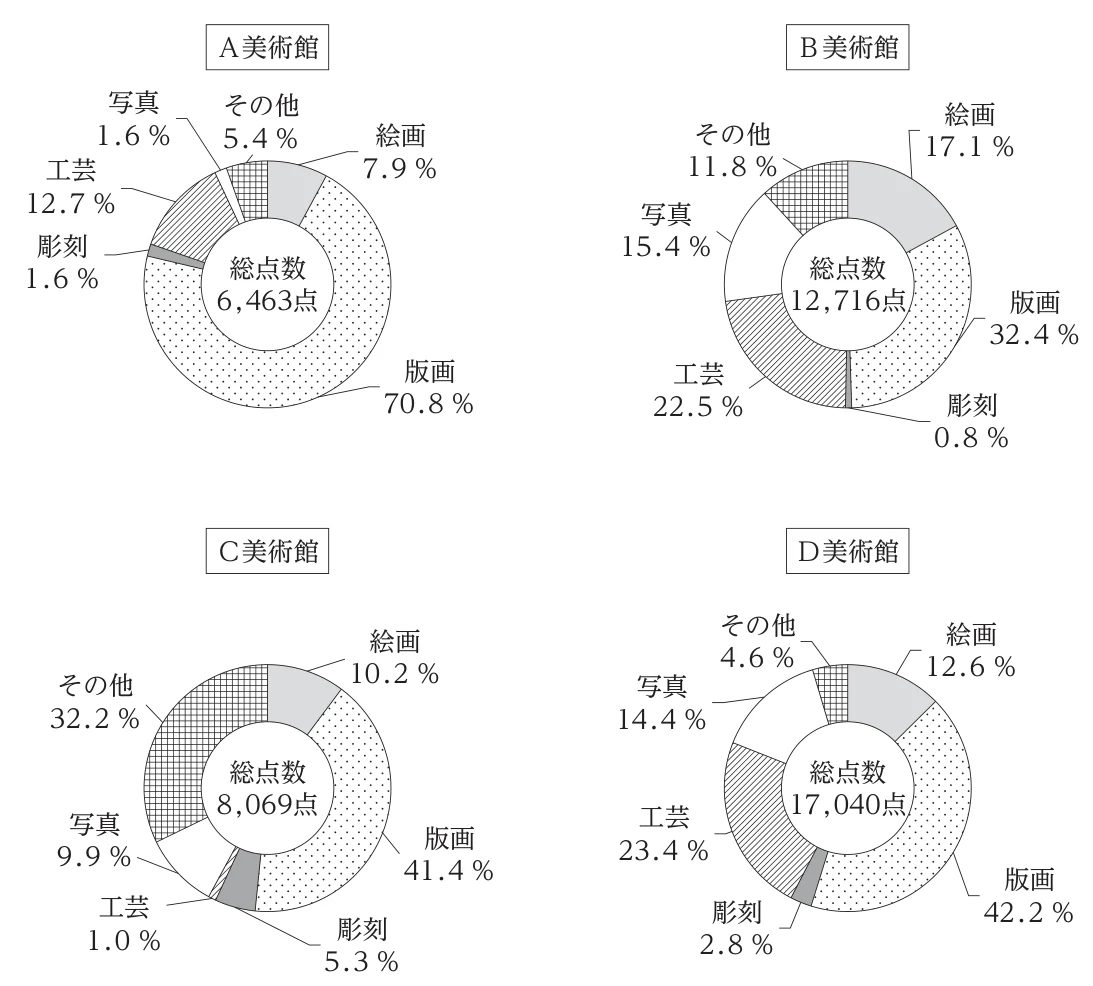 A美術館
写真
1.6 %
その他
5.4 %
絵画
7.9 %
工芸
12.7 %
彫刻
1.6 %
総点数
6,463点
版画
70.8 %
B美術館
その他
11.8 %
絵画
17.1 %
写真
15.4 %
総点数
12,716点
版画
32.4 %
工芸
22.5 %
彫刻
0.8 %
C美術館
絵画
10.2 %
その他
32.2 %
総点数
8,069点
写真
9.9 %
版画
41.4 %
工芸
1.0 %
彫刻
5.3 %
D美術館
その他
4.6 %
絵画
12.6 %
写真
14.4 %
総点数
17,040点
工芸
23.4 %
版画
42.2 %
彫刻
2.8 %